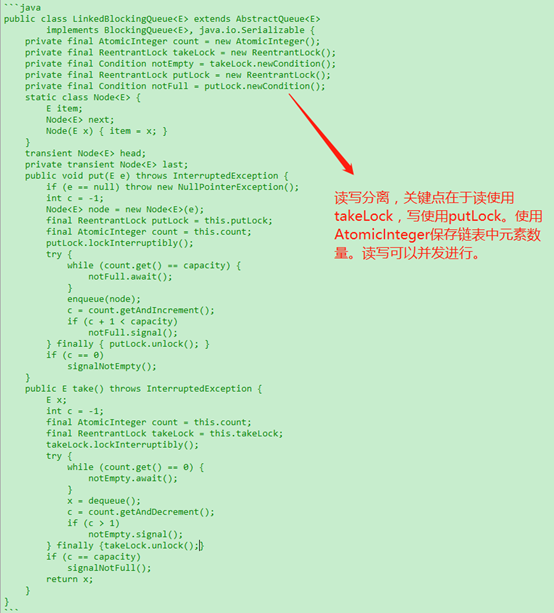 ```java
public class LinkedBlockingQueue<E> extends AbstractQueue<E>
        implements BlockingQueue<E>, java.io.Serializable {
    private final AtomicInteger count = new AtomicInteger();
    private final ReentrantLock takeLock = new ReentrantLock();
    private final Condition notEmpty = takeLock.newCondition();
    private final ReentrantLock putLock = new ReentrantLock();
    private final Condition notFull = putLock.newCondition();
    static class Node<E> {
        E item;
        Node<E> next;
        Node(E x) { item = x; }
    }
    transient Node<E> head;
    private transient Node<E> last;
    public void put(E e) throws InterruptedException {
        if (e == null) throw new NullPointerException();
        int c = -1;
        Node<E> node = new Node<E>(e);
        final ReentrantLock putLock = this.putLock;
        final AtomicInteger count = this.count;
        putLock.lockInterruptibly();
        try {
            while (count.get() == capacity) {
                notFull.await();
            }
            enqueue(node);
            c = count.getAndIncrement();
            if (c + 1 < capacity)
                notFull.signal();
        } finally { putLock.unlock(); }
        if (c == 0)
            signalNotEmpty();
    }
    public E take() throws InterruptedException {
        E x;
        int c = -1;
        final AtomicInteger count = this.count;
        final ReentrantLock takeLock = this.takeLock;
        takeLock.lockInterruptibly();
        try {
            while (count.get() == 0) {
                notEmpty.await();
            }
            x = dequeue();
            c = count.getAndDecrement();
            if (c > 1)
                notEmpty.signal();
        } finally {takeLock.unlock();}
        if (c == capacity)
            signalNotFull();
        return x;
    }
}
```
读写分离，关键点在于读使用
takeLock，写使用putLock。使用
AtomicInteger保存链表中元素数
量。读写可以并发进行。